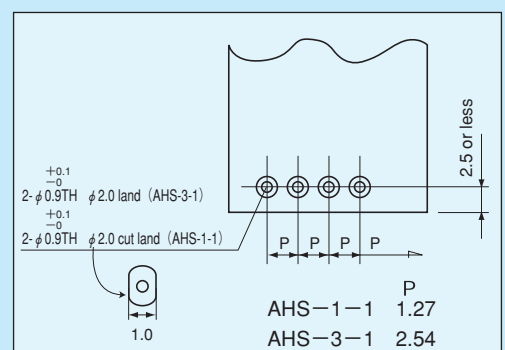 2.5 or less
+0.1
−0
2-φ0.9TH φ2.0 land (AHS-3-1)
+0.1
−0
2-φ0.9TH φ2.0 cut land (AHS-1-1)
P P P P
1.0
P
AHS−1−1 1.27
AHS−3−1 2.54